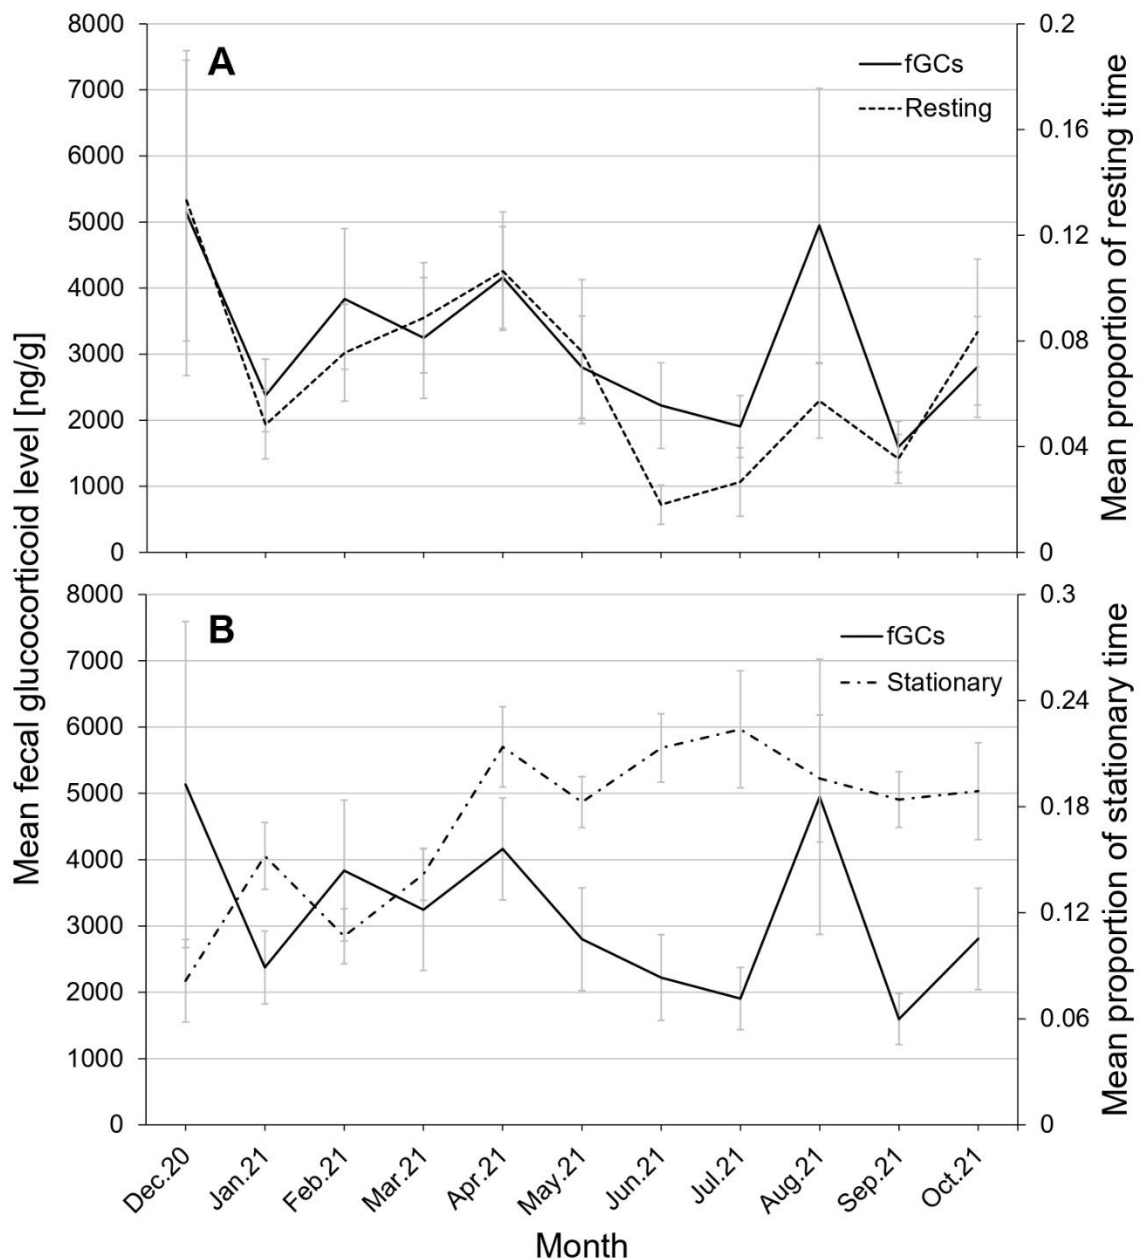 Mean fecal glucocorticoid level [ng/g]
A
8000
7000
6000
5000
4000
3000
2000
1000
0
fGCs
Resting
0.2
0.16
0.12
0.08
0.04
0
Mean proportion of resting time
B
8000
7000
6000
5000
4000
3000
2000
1000
0
fGCs
Stationary
0.3
0.24
0.18
0.12
0.06
0
Mean proportion of stationary time
Dec.20
Jan.21
Feb.21
Mar.21
Apr.21
May.21
Jun.21
Jul.21
Aug.21
Sep.21
Oct.21
Month